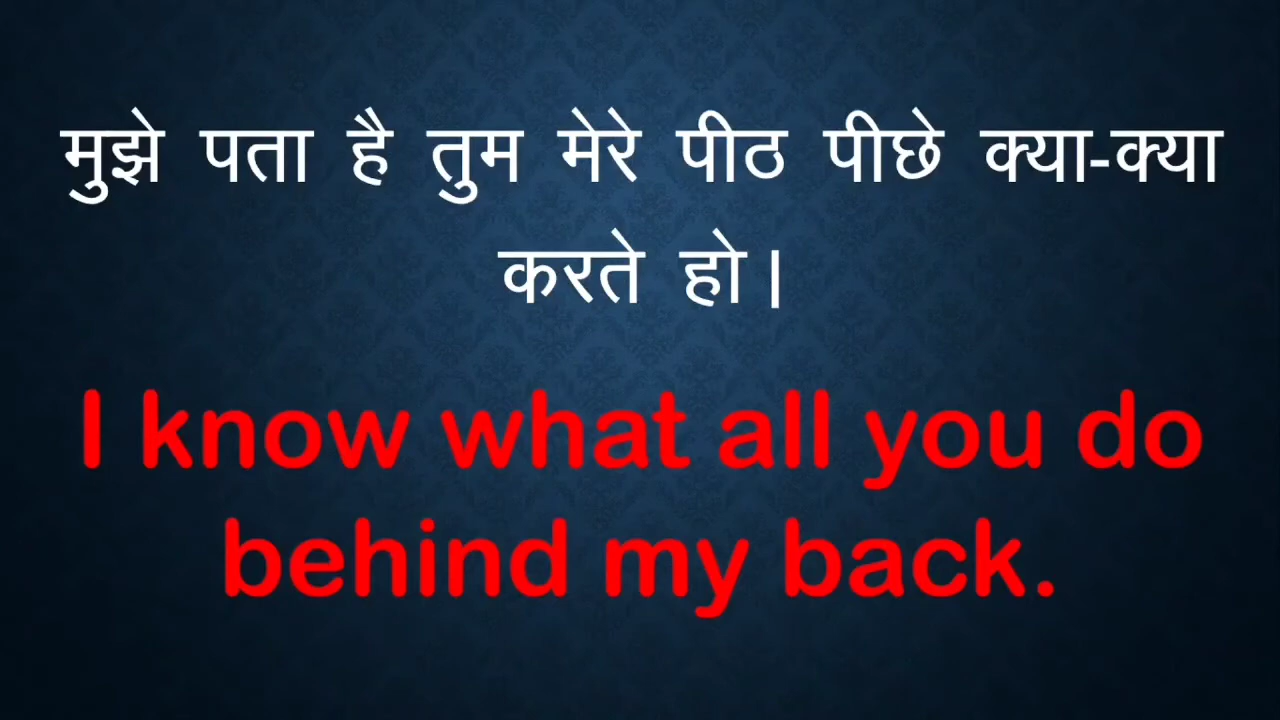 मुझे पता है तुम मेरे पीठ पीछे क्या-क्या
करते हो।
I know what all you do
behind my back.